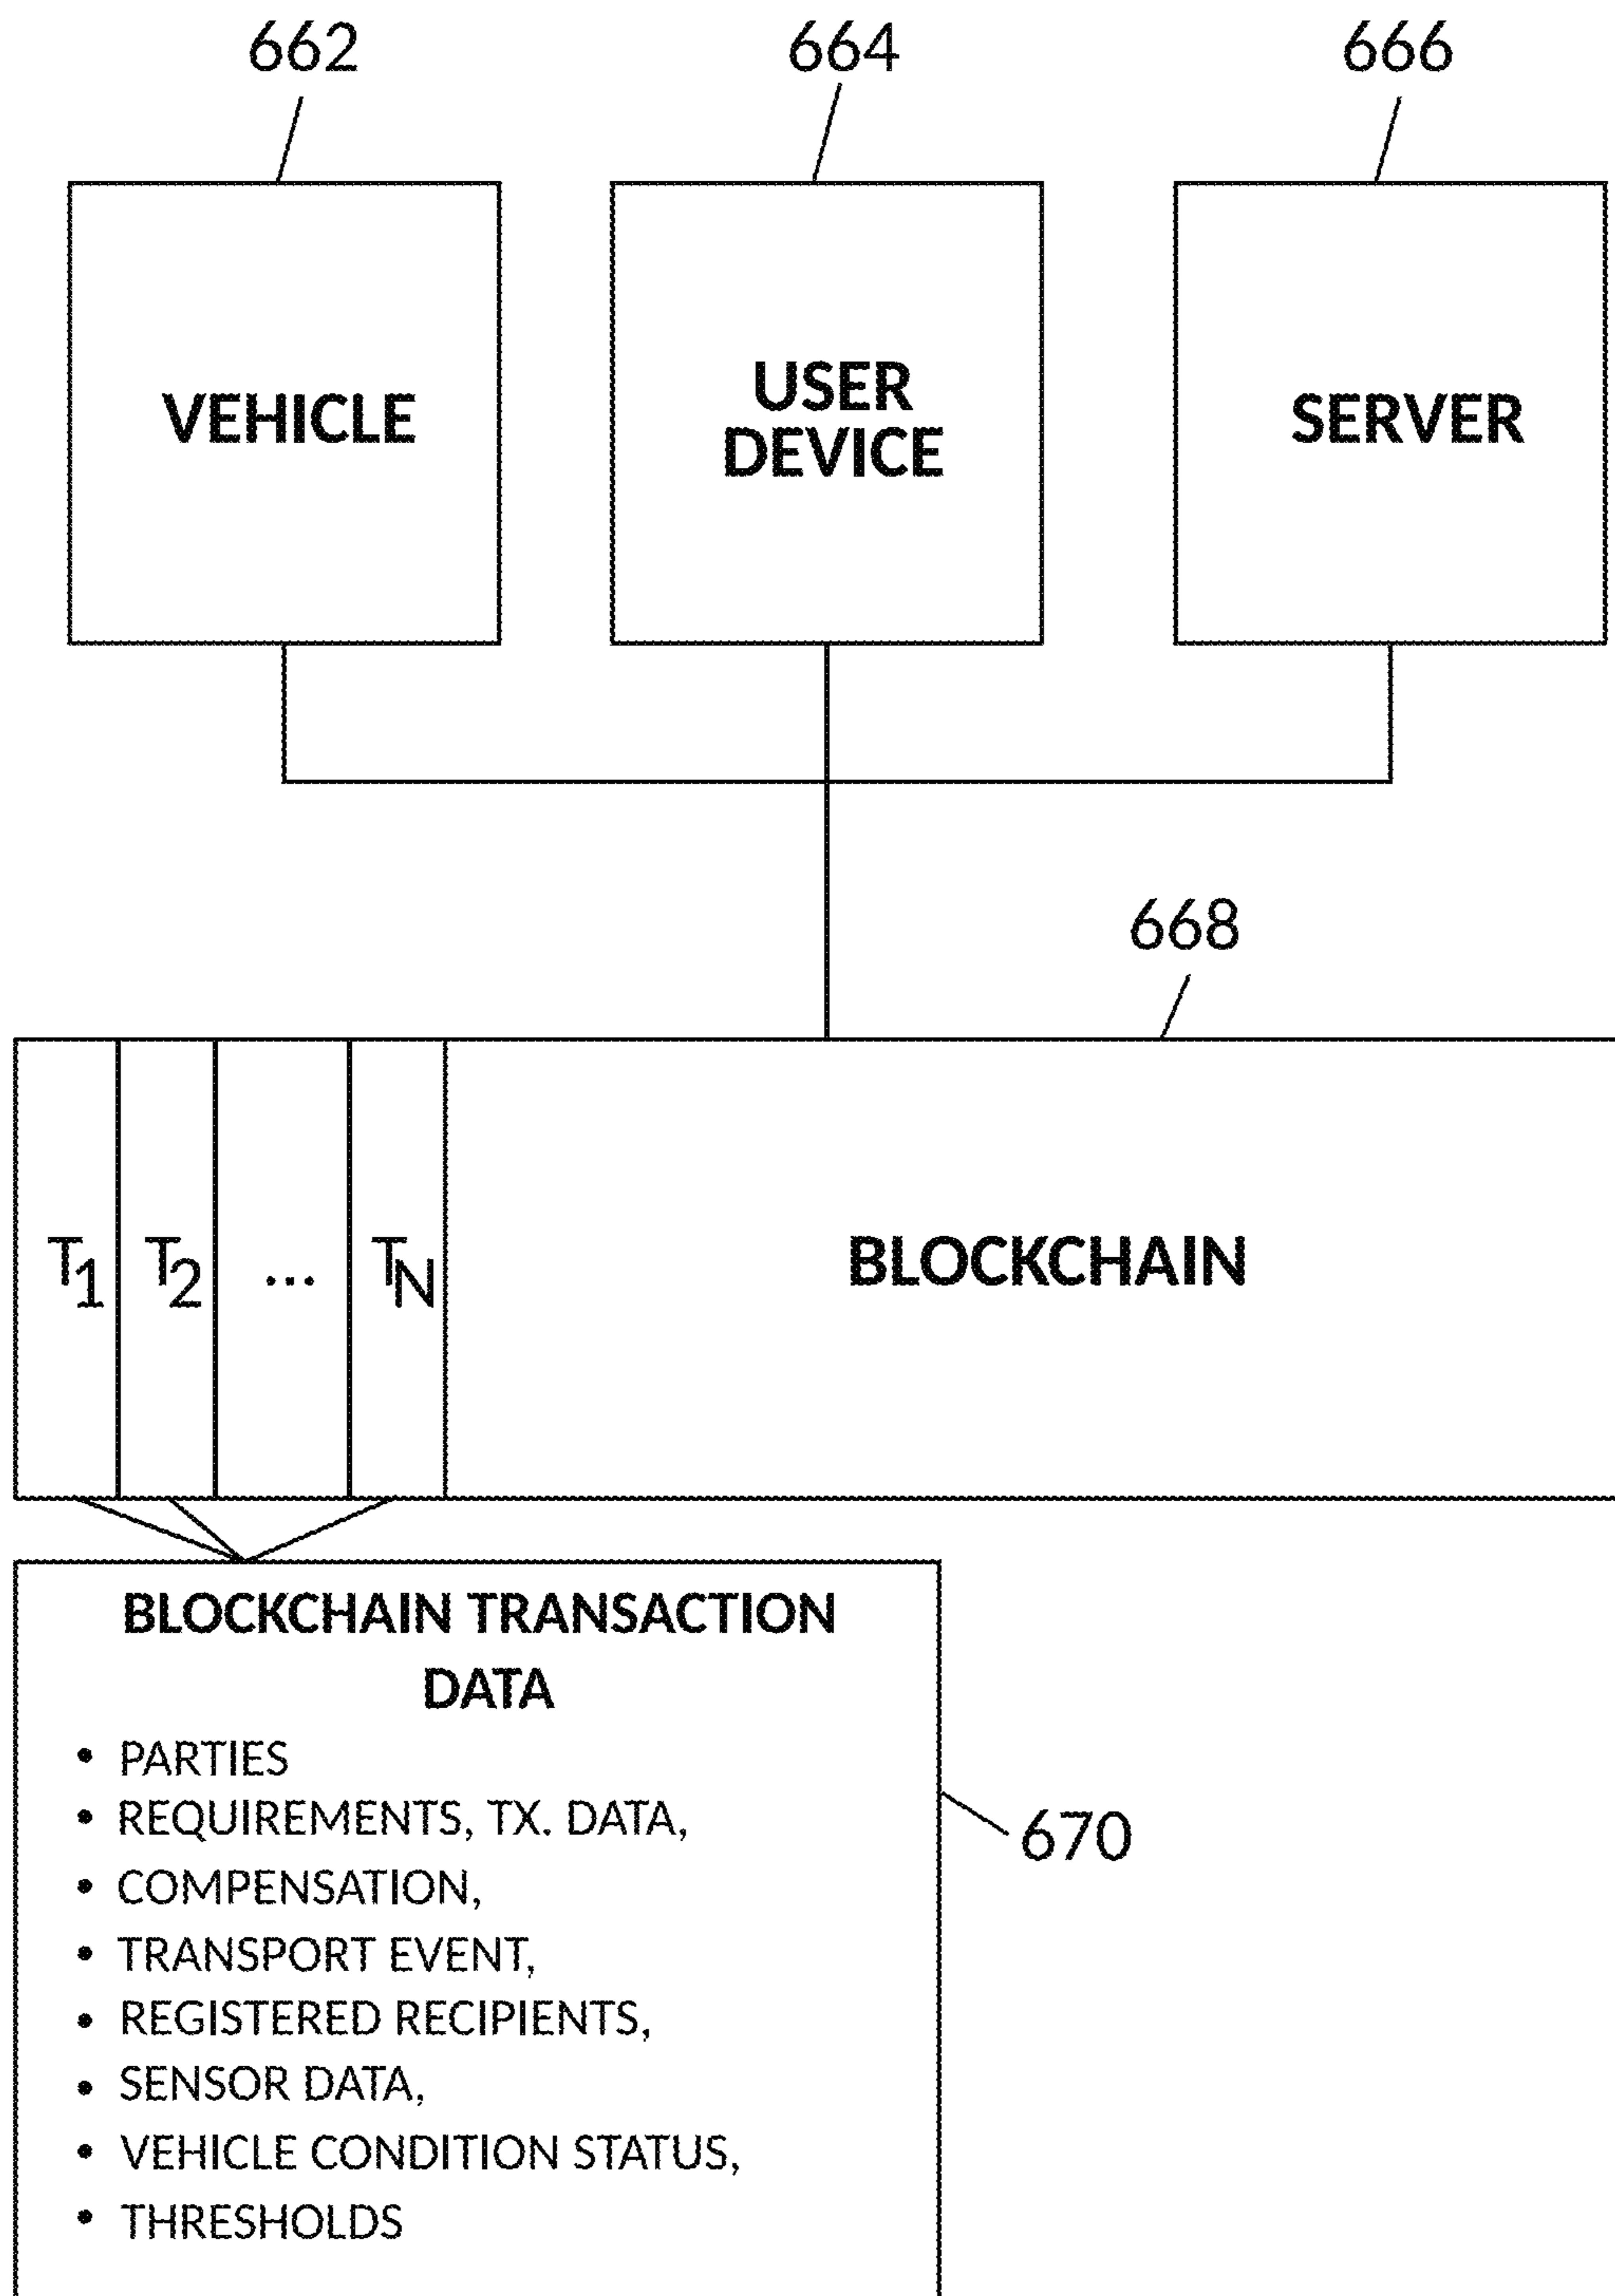 662
664
666
VEHICLE
USER
DEVICE
SERVER
668
T1
T2
...
TN
BLOCKCHAIN
BLOCKCHAIN TRANSACTION
DATA
• PARTIES
• REQUIREMENTS, TX. DATA,
• COMPENSATION,
• TRANSPORT EVENT,
• REGISTERED RECIPIENTS,
• SENSOR DATA,
• VEHICLE CONDITION STATUS,
• THRESHOLDS
670